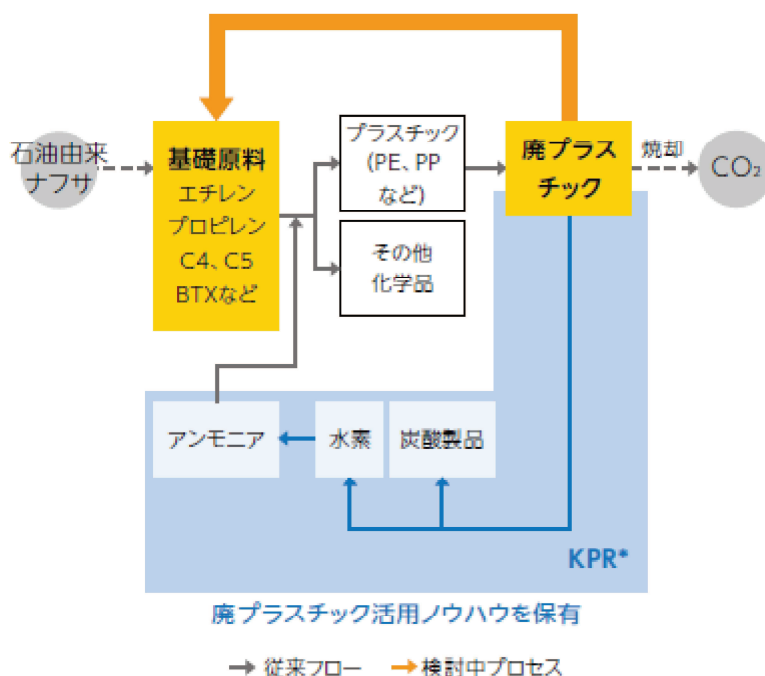 石油由来
ナフサ
基礎原料
エチレン
プロピレン
C4、C5
BTXなど
プラスチック
(PE、PP
など)
その他
化学品
廃プラス
チック
焼却
CO₂
アンモニア
水素
炭酸製品
KPR*
廃プラスチック活用ノウハウを保有
従来フロー
検討中プロセス